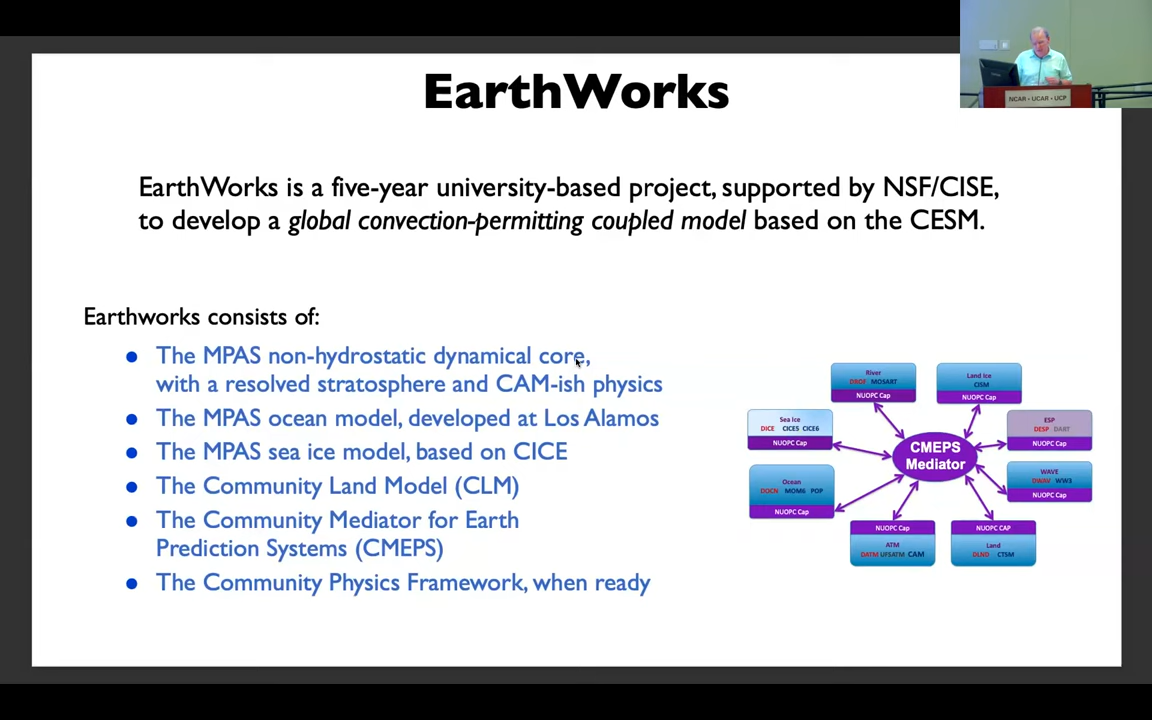 EarthWorks
NCAR • UCAR • UCP
EarthWorks is a five-year university-based project, supported by NSF/CISE,
to develop a global convection-permitting coupled model based on the CESM.
Earthworks consists of:
● The MPAS non-hydrostatic dynamical core,
with a resolved stratosphere and CAM-ish physics
● The MPAS ocean model, developed at Los Alamos
● The MPAS sea ice model, based on CICE
● The Community Land Model (CLM)
● The Community Mediator for Earth
Prediction Systems (CMEPS)
● The Community Physics Framework, when ready
River
DROF MOSART
NUOPC Cap
Land Ice
CISM
NUOPC Cap
Sea Ice
DICE CICE5 CICE6
NUOPC Cap
ESP
DESP DART
NUOPC Cap
CMEPS
Mediator
Ocean
DOCN MOM6 POP
NUOPC Cap
WAVE
DWAV WW3
NUOPC Cap
NUOPC Cap
ATM
DATM UFSATM CAM
NUOPC CAP
Land
DLND CTSM